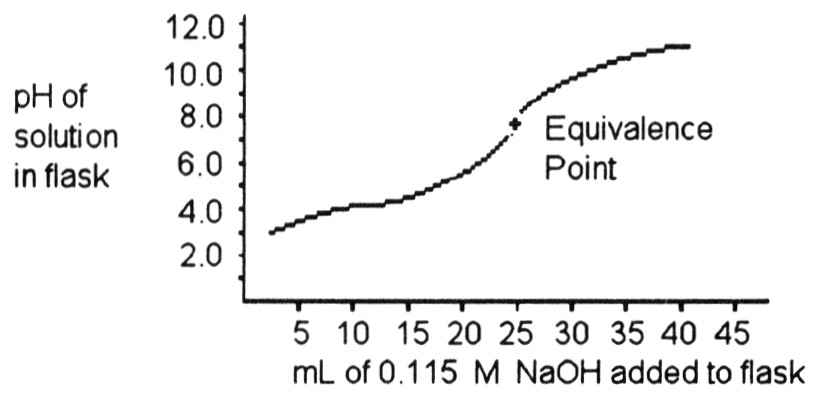 12.0
10.0
8.0
6.0
4.0
2.0
pH of
solution
in flask
Equivalence
Point
5 10 15 20 25 30 35 40 45
mL of 0.115 M NaOH added to flask